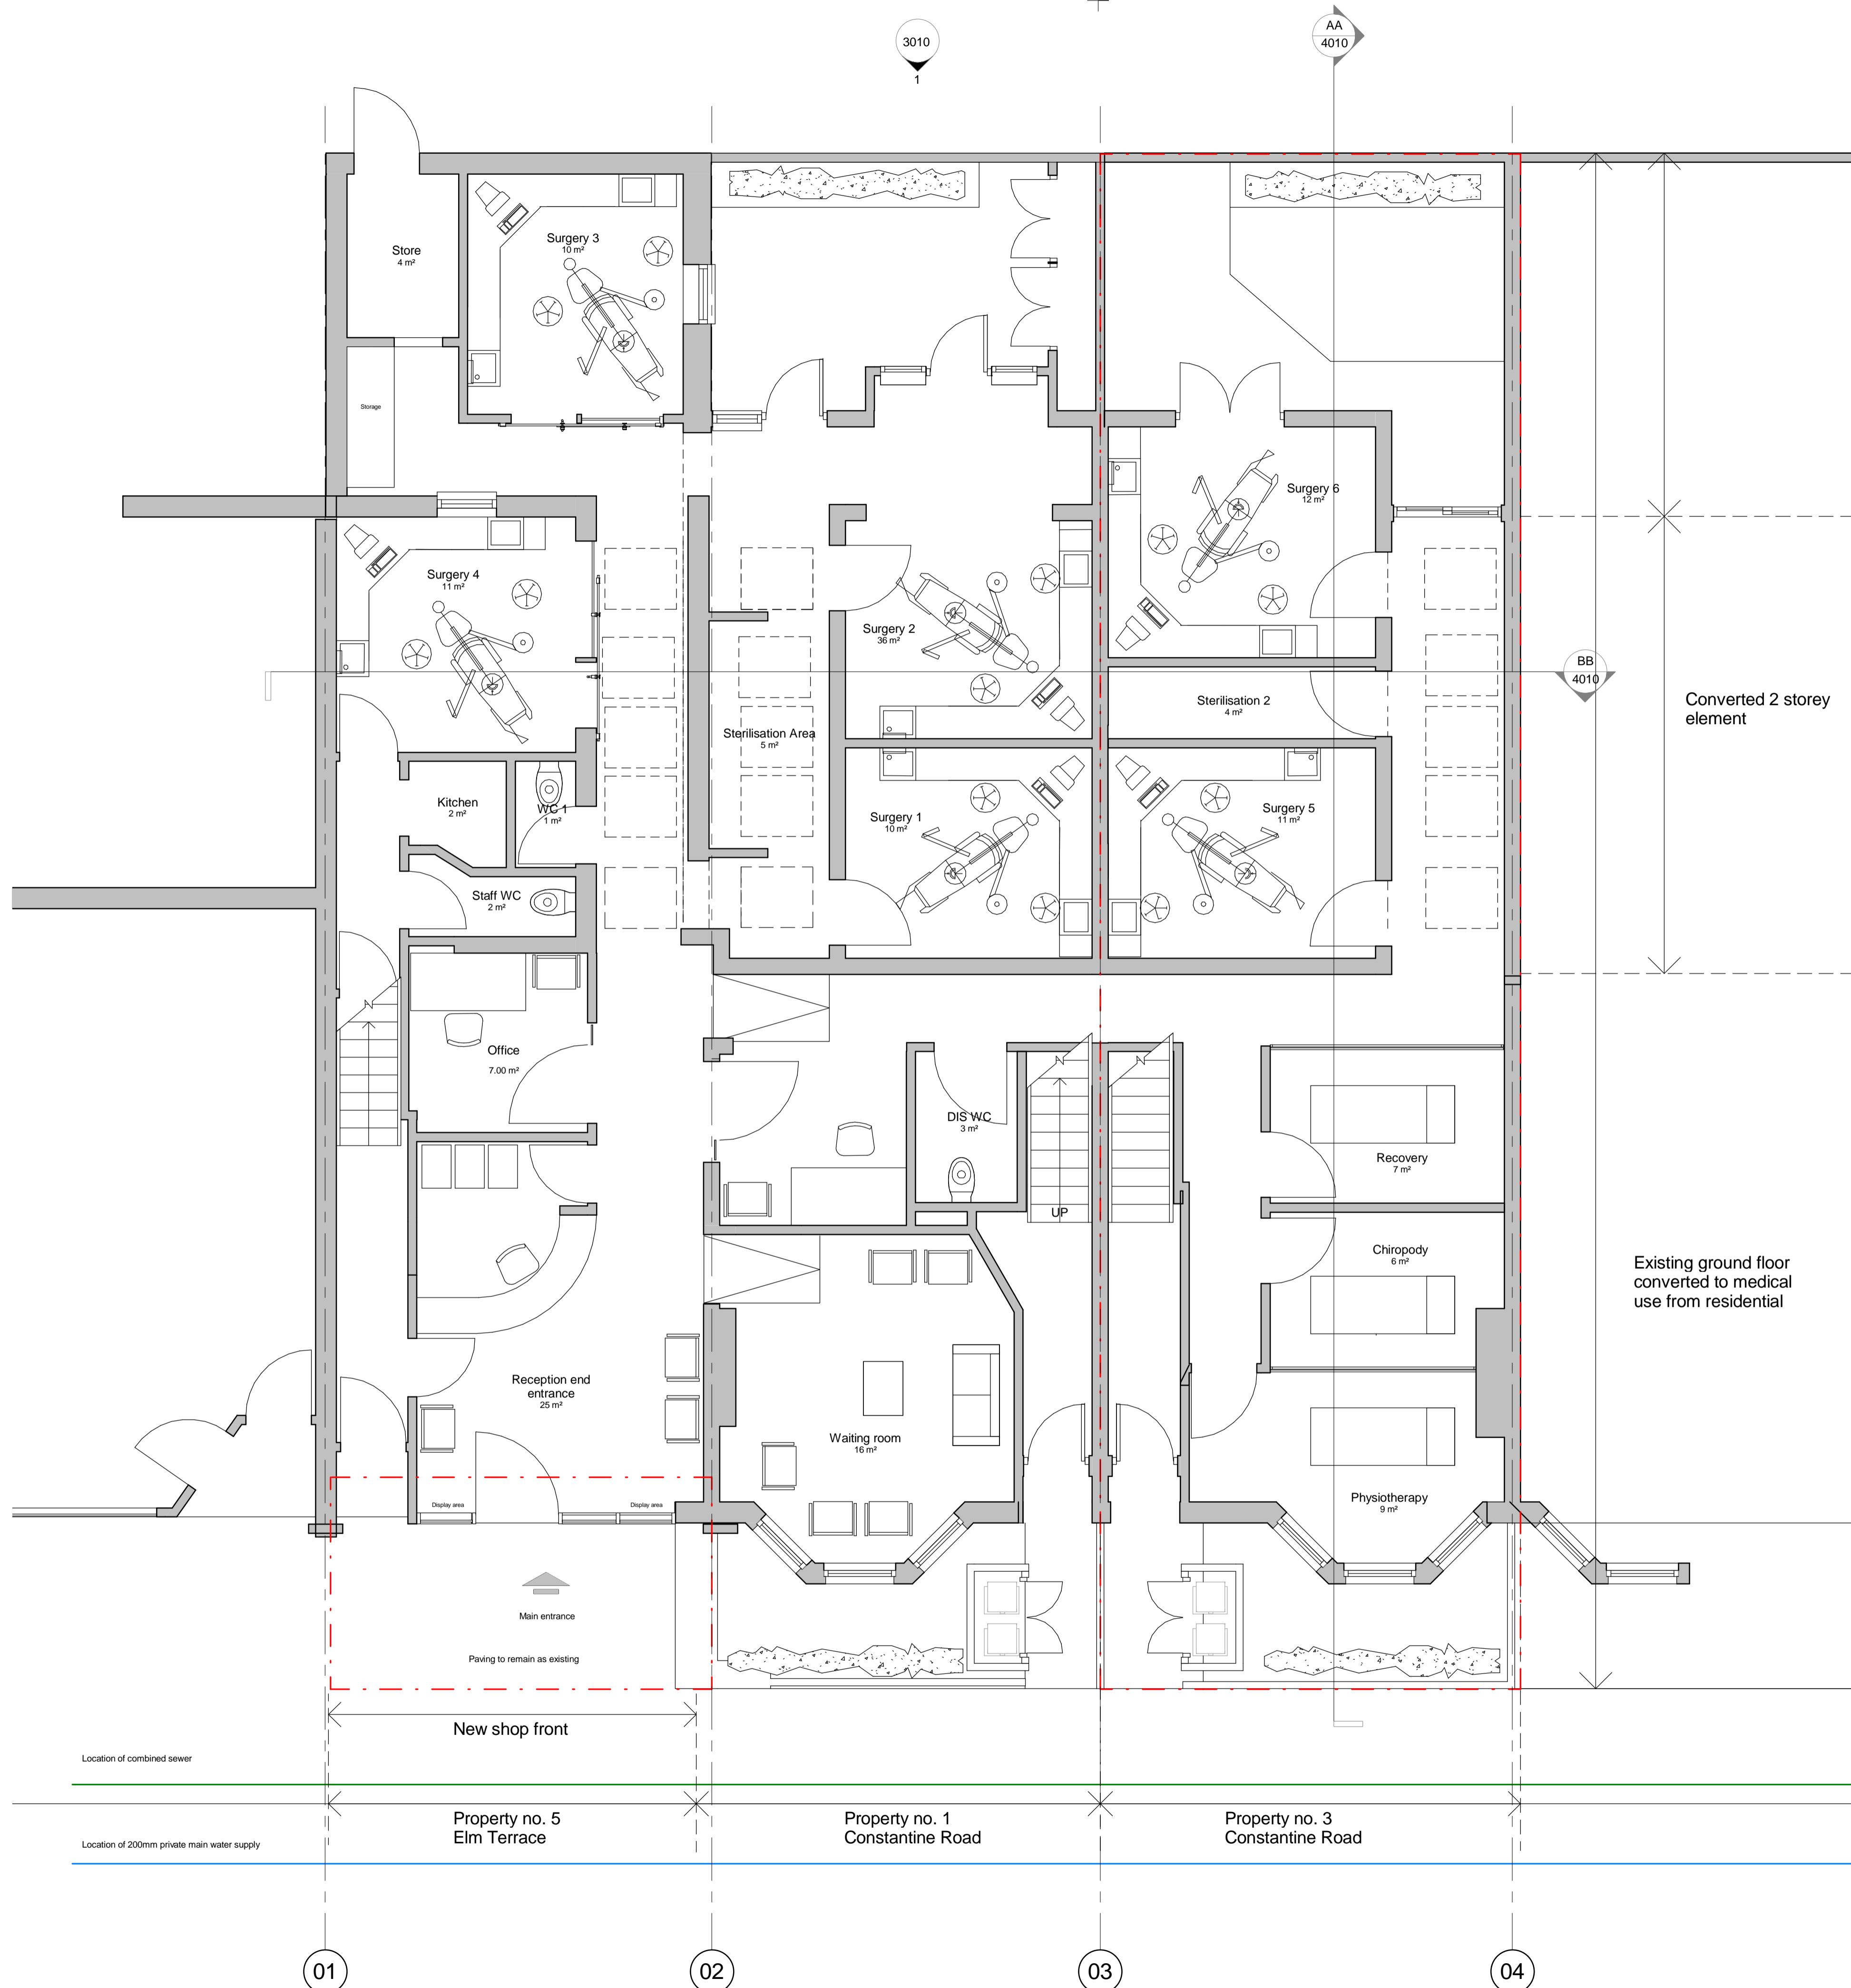 3010
1
AA
4010
Surgery 3
10 m²
Store
4 m²
Storage
Surgery 6
12 m²
Surgery 4
11 m²
Surgery 2
36 m²
BB
4010
Converted 2 storey
element
Sterilisation 2
4 m²
Sterilisation Area
5 m²
Kitchen
2 m²
WC 1
1 m²
Surgery 1
10 m²
Surgery 5
11 m²
Staff WC
2 m²
Office
7.00 m²
DIS WC
3 m²
Recovery
7 m²
UP
Chiropody
6 m²
Existing ground floor
converted to medical
use from residential
Reception end
entrance
25 m²
Waiting room
16 m²
Physiotherapy
9 m²
Display area
Display area
Main entrance
Paving to remain as existing
New shop front
Location of combined sewer
Property no. 5
Elm Terrace
Property no. 1
Constantine Road
Property no. 3
Constantine Road
Location of 200mm private main water supply
01
02
03
04